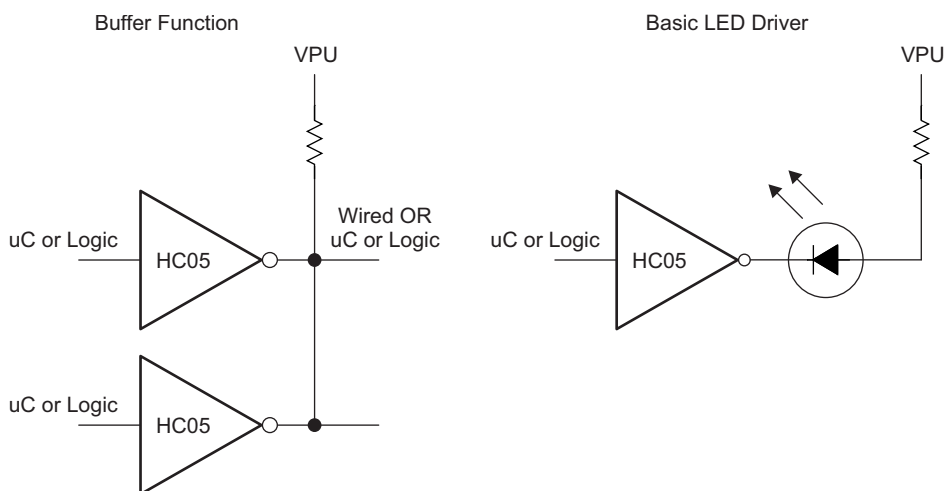 Buffer Function
VPU
uC or Logic
HC05
Wired OR
uC or Logic
uC or Logic
HC05
Basic LED Driver
VPU
uC or Logic
HC05